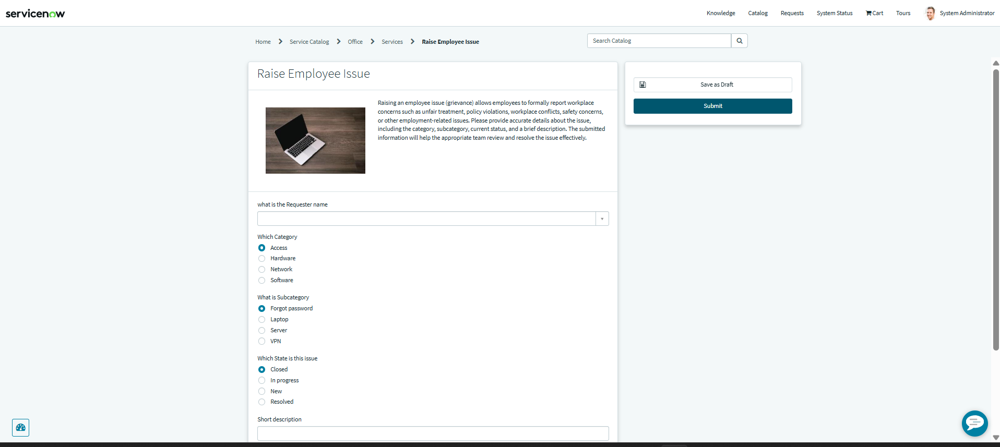 servicenow
Knowledge
Catalog
Requests
System Status
Cart
Tours
System Administrator
Home
Service Catalog
Office
Services
Raise Employee Issue
Search Catalog
Raise Employee Issue
Raising an employee issue (grievance) allows employees to formally report workplace
concerns such as unfair treatment, policy violations, workplace conflicts, safety concerns,
or other employment-related issues. Please provide accurate details about the issue,
including the category, subcategory, current status, and a brief description. The submitted
information will help the appropriate team review and resolve the issue effectively.
Save as Draft
Submit
what is the Requester name
Which Category
Access
Hardware
Network
Software
What is Subcategory
Forgot password
Laptop
Server
VPN
Which State is this issue
Closed
In progress
New
Resolved
Short description